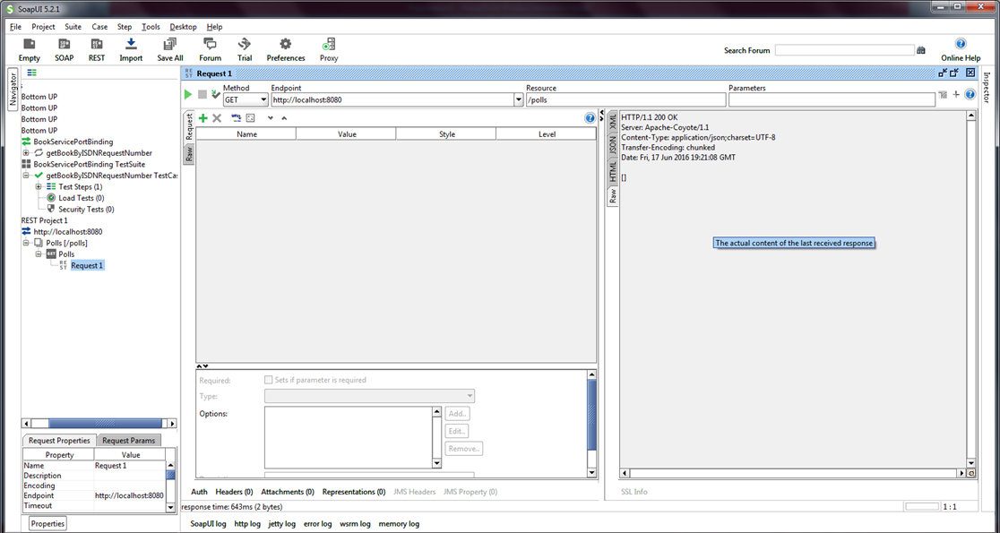 SoapUI 5.2.1
File Project Suite Case Step Tools Desktop Help
Empty SOAP REST Import Save All Forum Trial Preferences Proxy
Search Forum
Online Help
Navigator
Bottom UP
Bottom UP
Bottom UP
Bottom UP
BookServicePortBinding
getBookByISDNRequestNumber
BookServicePortBinding TestSuite
getBookByISDNRequestNumber TestCas
Test Steps (1)
Load Tests (0)
Security Tests (0)
REST Project 1
http://localhost:8080
Polls [/polls]
Polls
Request 1
Request Properties Request Params
Property Value
Name Request 1
Description
Encoding
Endpoint http://localhost:8080
Timeout
Properties
Request 1
Method Endpoint Resource Parameters
GET http://localhost:8080 /polls
Request
Raw
Name Value Style Level
Required: Sets if parameter is required
Type:
Options:
Add..
Edit..
Remove..
Auth Headers (0) Attachments (0) Representations (0) JMS Headers JMS Property (0)
response time: 643ms (2 bytes)
SoapUI log http log jetty log error log wsrm log memory log
XML
JSON
HTML
Raw
HTTP/1.1 200 OK
Server: Apache-Coyote/1.1
Content-Type: application/json;charset=UTF-8
Transfer-Encoding: chunked
Date: Fri, 17 Jun 2016 19:21:08 GMT
[]
The actual content of the last received response
SSL Info
1 : 1
Inspector